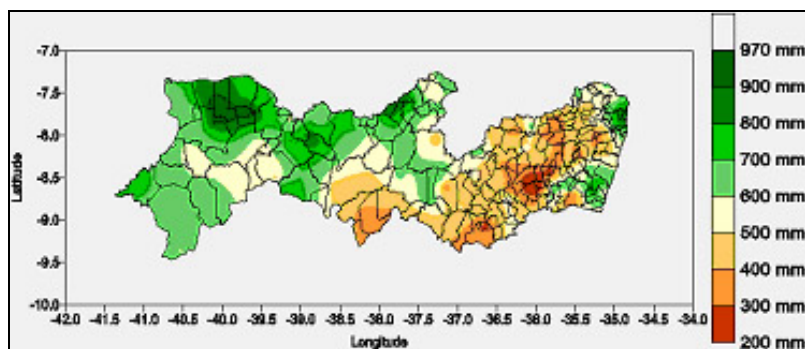 -7.0
-7.5
-8.0
-8.5
-9.0
-9.5
-10.0
Latitude
-42.0 -41.5 -41.0 -40.5 -40.0 -39.5 -39.0 -38.5 -38.0 -37.5 -37.0 -36.5 -36.0 -35.5 -35.0 -34.5 -34.0
Longitude
970 mm
900 mm
800 mm
700 mm
600 mm
500 mm
400 mm
300 mm
200 mm